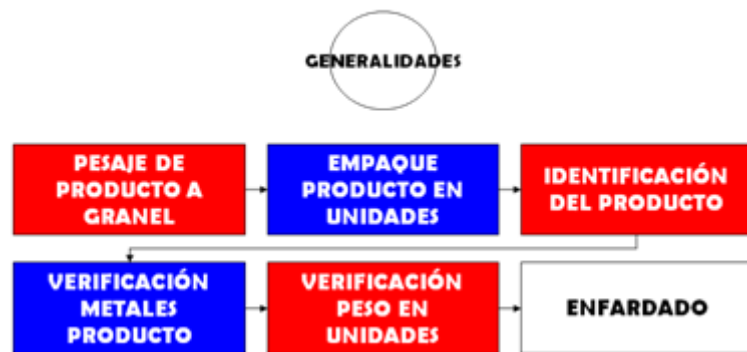 GENERALIDADES
PESAJE DE
PRODUCTO A
GRANEL
EMPAQUE
PRODUCTO EN
UNIDADES
IDENTIFICACIÓN
DEL PRODUCTO
VERIFICACIÓN
METALES
PRODUCTO
VERIFICACIÓN
PESO EN
UNIDADES
ENFARDADO